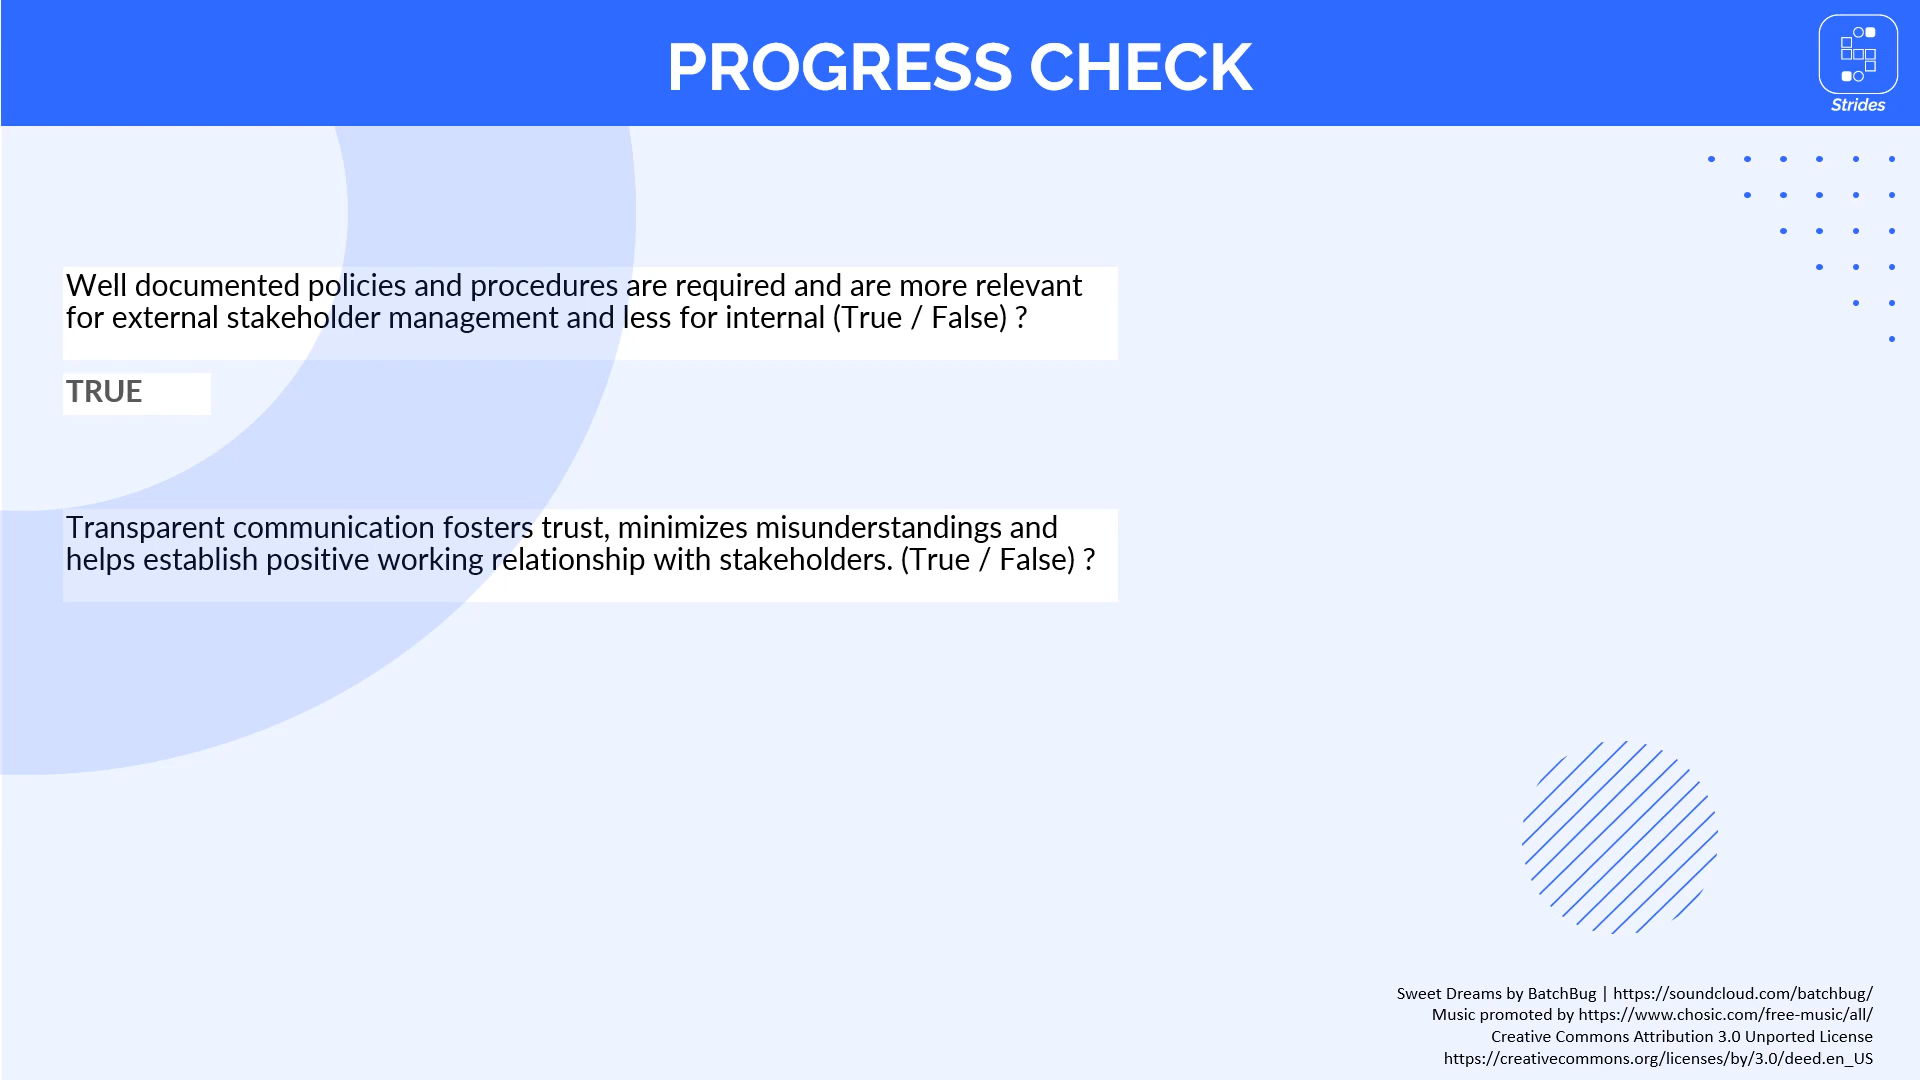 PROGRESS CHECK
Strides
Well documented policies and procedures are required and are more relevant
for external stakeholder management and less for internal (True / False) ?
TRUE
Transparent communication fosters trust, minimizes misunderstandings and
helps establish positive working relationship with stakeholders. (True / False) ?
Sweet Dreams by BatchBug | https://soundcloud.com/batchbug/
Music promoted by https://www.chosic.com/free-music/all/
Creative Commons Attribution 3.0 Unported License
https://creativecommons.org/licenses/by/3.0/deed.en_US